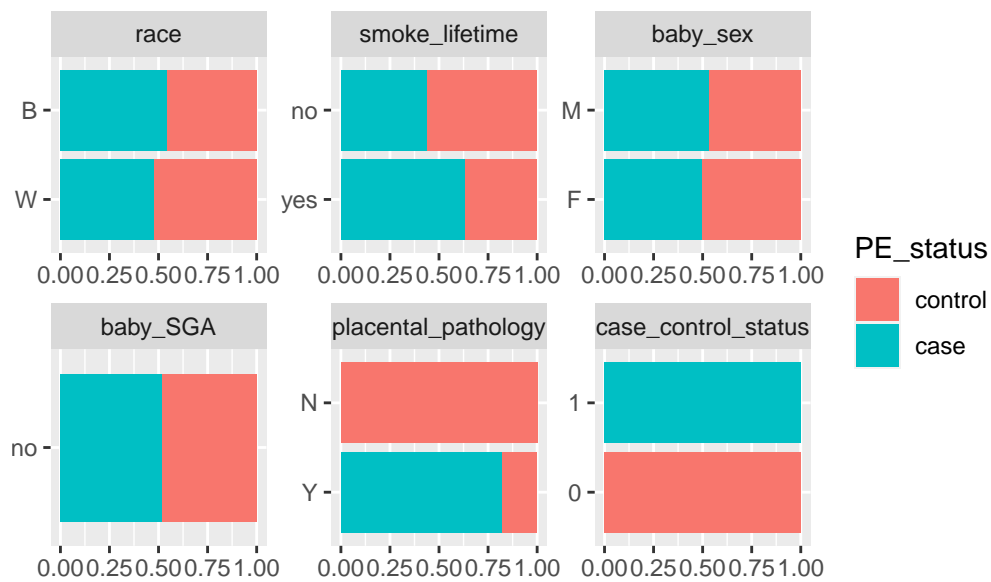 race
smoke_lifetime
baby_sex
B
W
no
yes
M
F
0.00 0.25 0.50 0.75 1.00
0.00 0.25 0.50 0.75 1.00
0.00 0.25 0.50 0.75 1.00
baby_SGA
placental_pathology
case_control_status
no
N
Y
1
0
0.00 0.25 0.50 0.75 1.00
0.00 0.25 0.50 0.75 1.00
0.00 0.25 0.50 0.75 1.00
PE_status
control
case